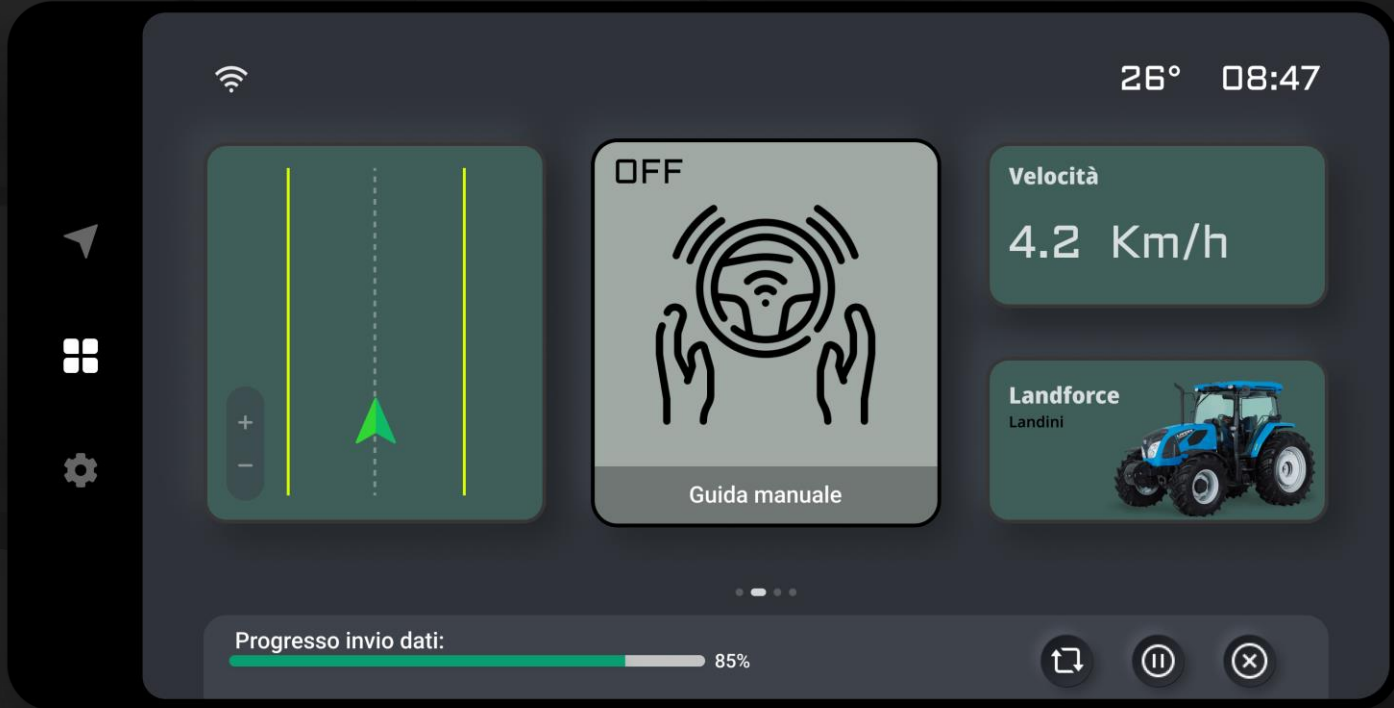 26° 08:47
OFF
Guida manuale
Velocità
4.2 Km/h
Landforce
Landini
+
−
Progresso invio dati:
85%